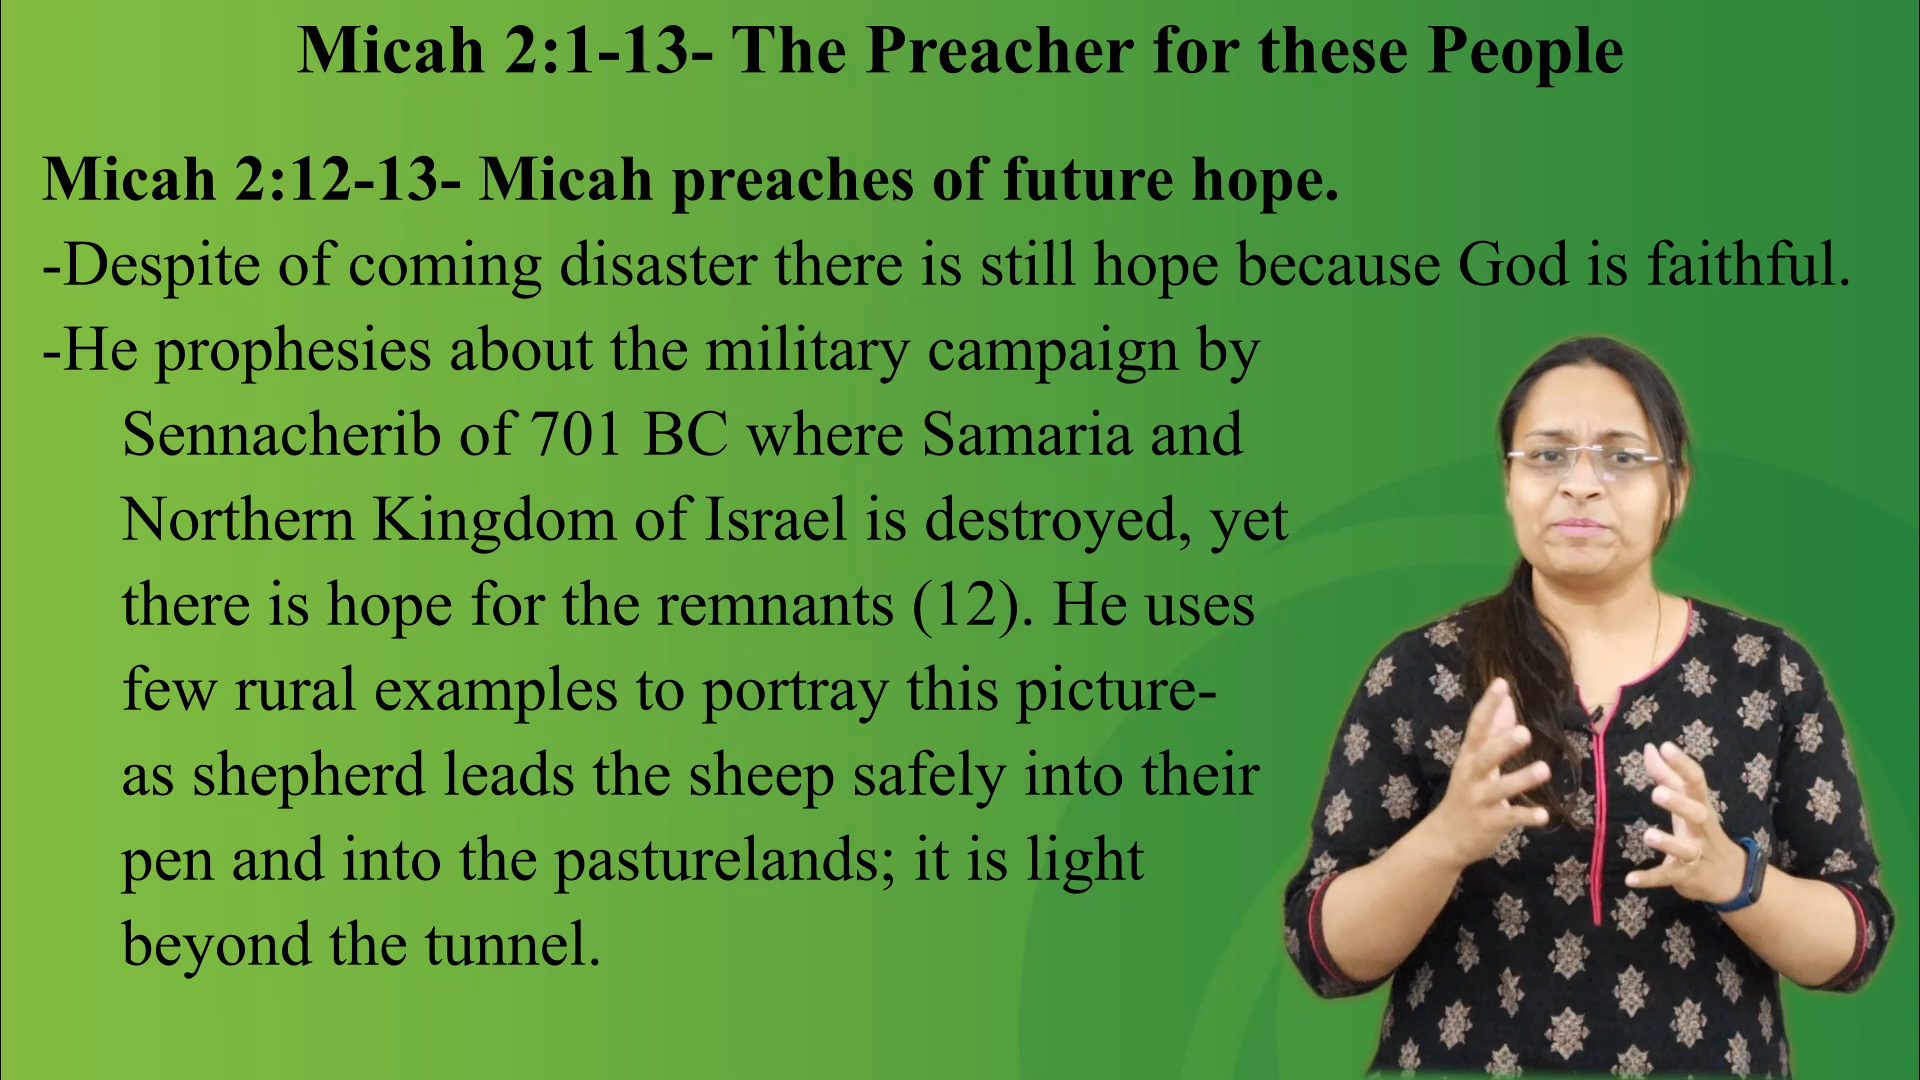 Micah 2:1-13- The Preacher for these People
Micah 2:12-13- Micah preaches of future hope.
-Despite of coming disaster there is still hope because God is faithful.
-He prophesies about the military campaign by
Sennacherib of 701 BC where Samaria and
Northern Kingdom of Israel is destroyed, yet
there is hope for the remnants (12). He uses
few rural examples to portray this picture-
as shepherd leads the sheep safely into their
pen and into the pasturelands; it is light
beyond the tunnel.